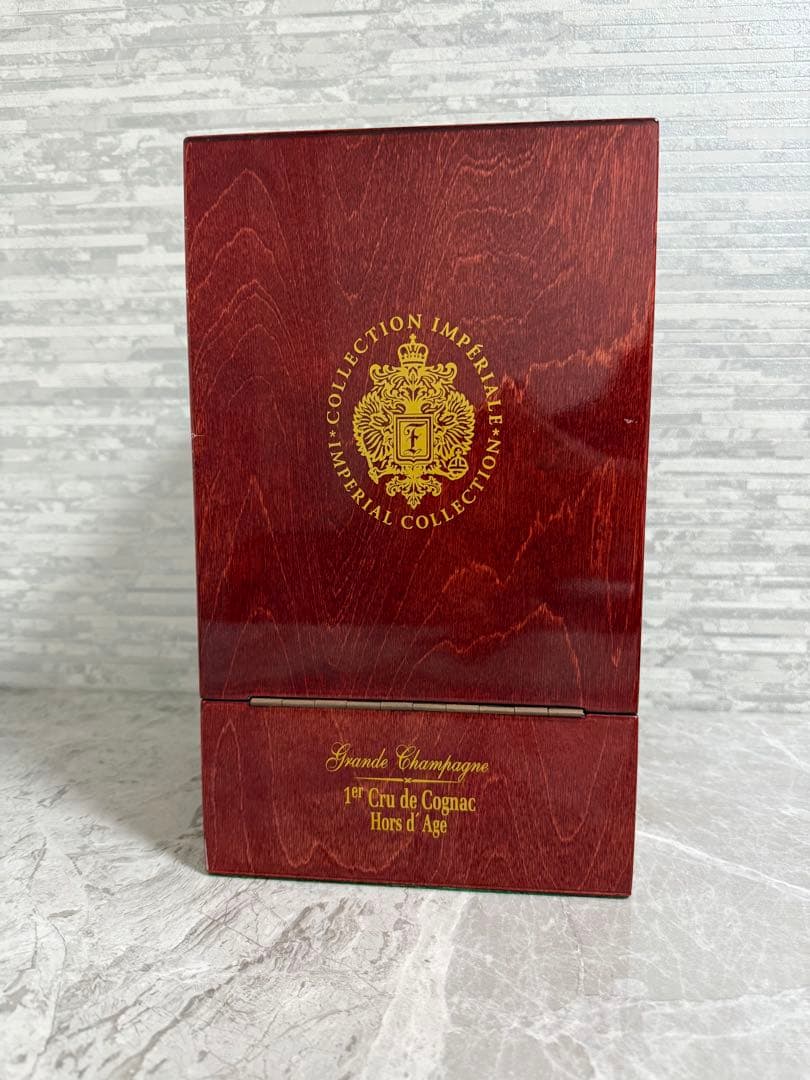 ★COLLECTION IMPÉRIALE★
IMPERIAL COLLECTION
F
Grande Champagne
1er Cru de Cognac
Hors d´Age